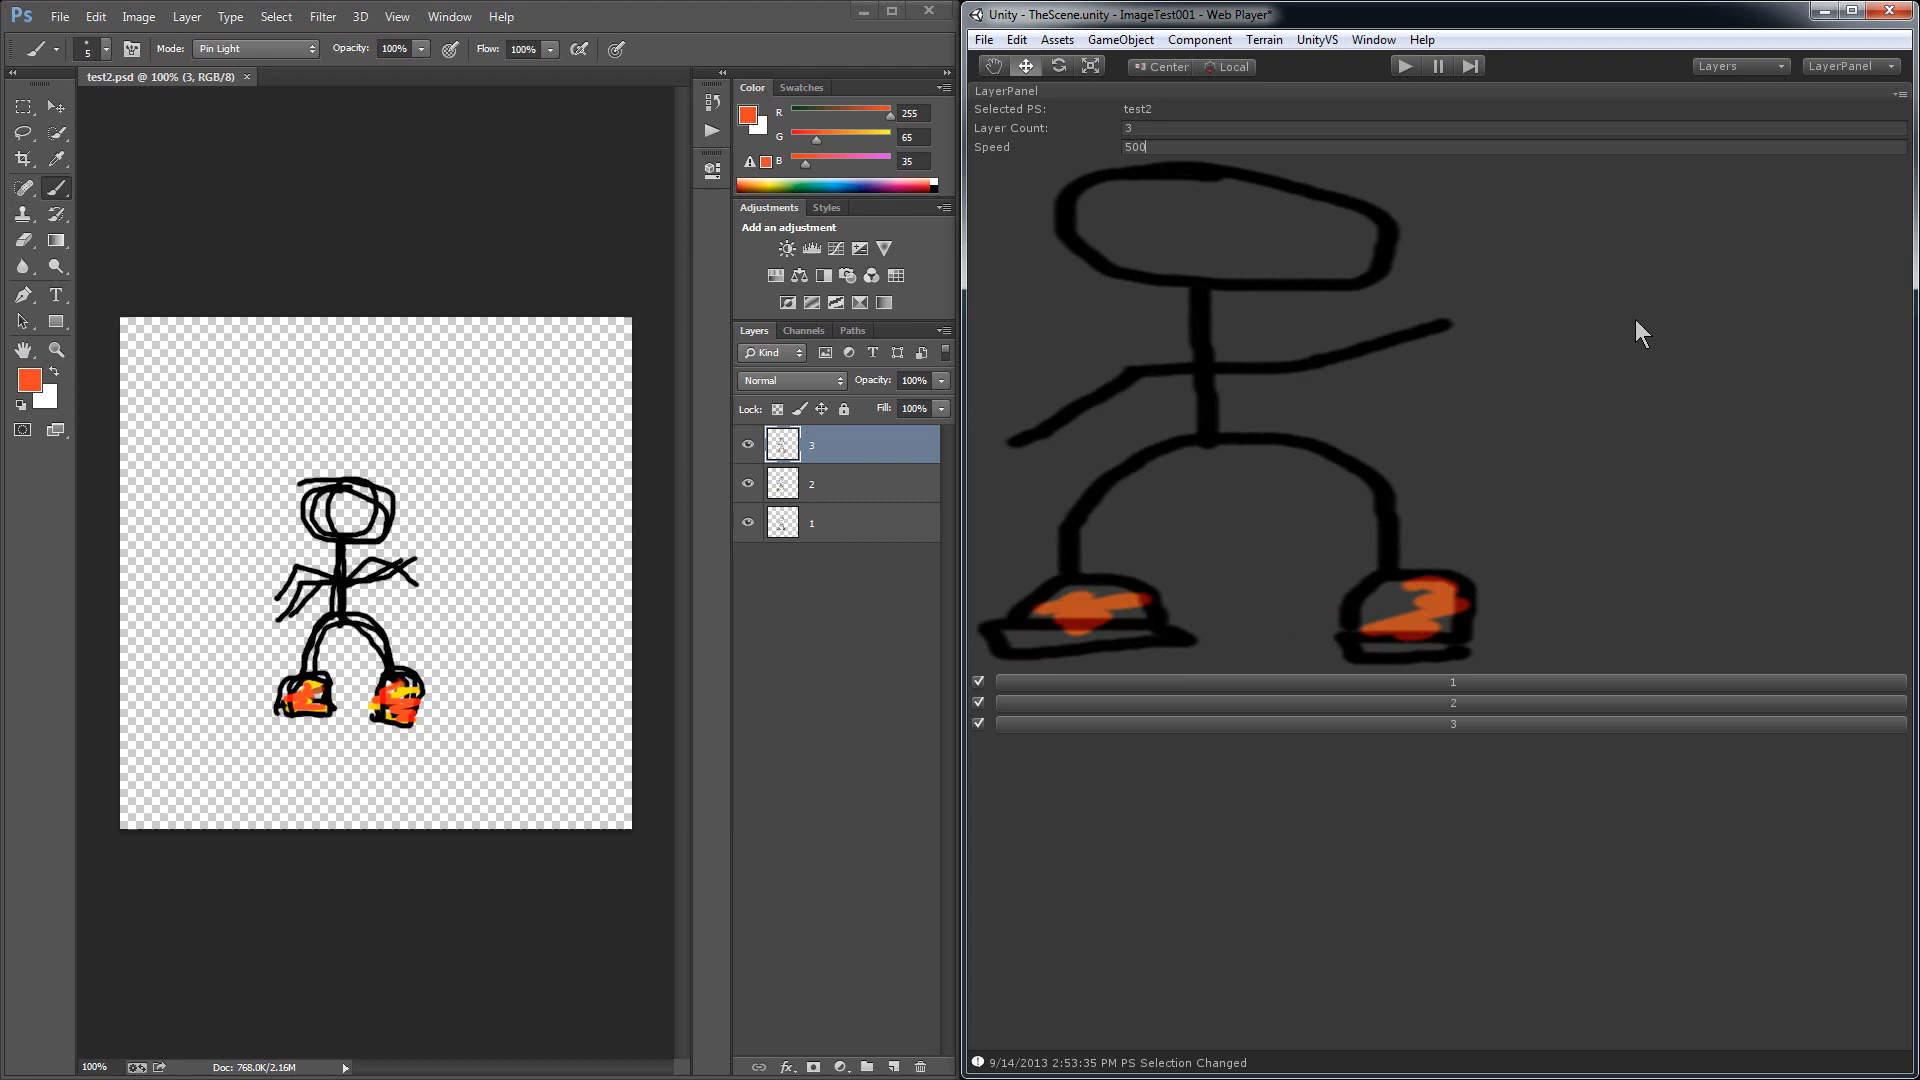 Ps File Edit Image Layer Type Select Filter 3D View Window Help
5 Mode: Pin Light Opacity: 100% Flow: 100%
test2.psd @ 100% (3, RGB/8) ×
Color Swatches
R 255
G 65
B 35
Adjustments Styles
Add an adjustment
Layers Channels Paths
Kind
Normal Opacity: 100%
Lock: Fill: 100%
3
2
1
100% Doc: 768.0K/2.16M
Unity - TheScene.unity - ImageTest001 - Web Player*
File Edit Assets GameObject Component Terrain UnityVS Window Help
Center Local Layers LayerPanel
LayerPanel
Selected PS: test2
Layer Count: 3
Speed 500
1
2
3
9/14/2013 2:53:35 PM PS Selection Changed